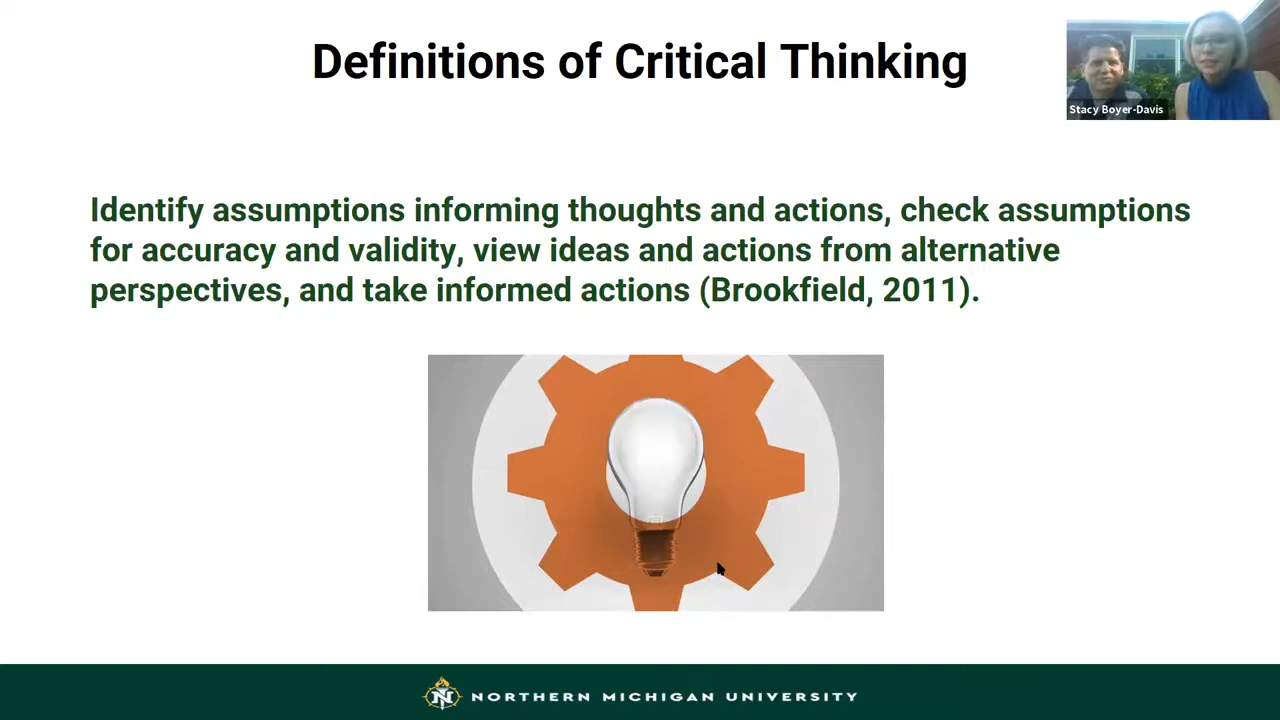 Definitions of Critical Thinking
Stacy Boyer-Davis
Identify assumptions informing thoughts and actions, check assumptions
for accuracy and validity, view ideas and actions from alternative
perspectives, and take informed actions (Brookfield, 2011).
N
NORTHERN MICHIGAN UNIVERSITY